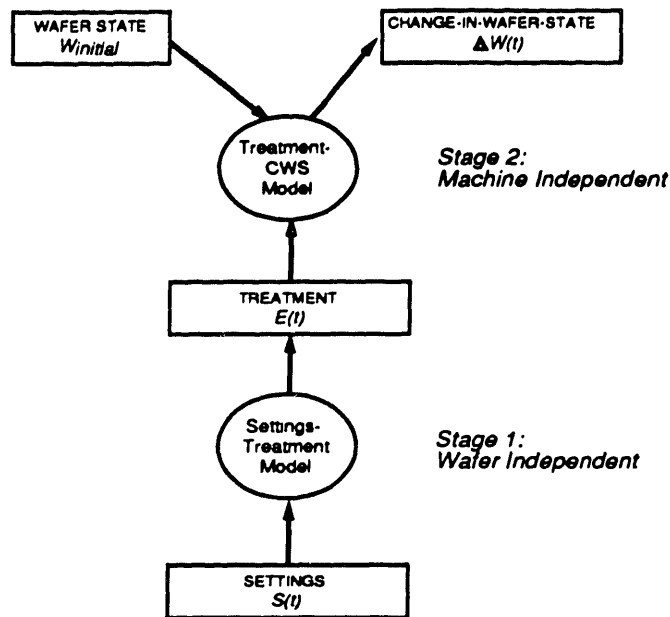 WAFER STATE
Winitial
CHANGE-IN-WAFER-STATE
Δ W(t)
Treatment-
CWS
Model
Stage 2:
Machine Independent
TREATMENT
E(t)
Settings-
Treatment
Model
Stage 1:
Wafer Independent
SETTINGS
S(t)